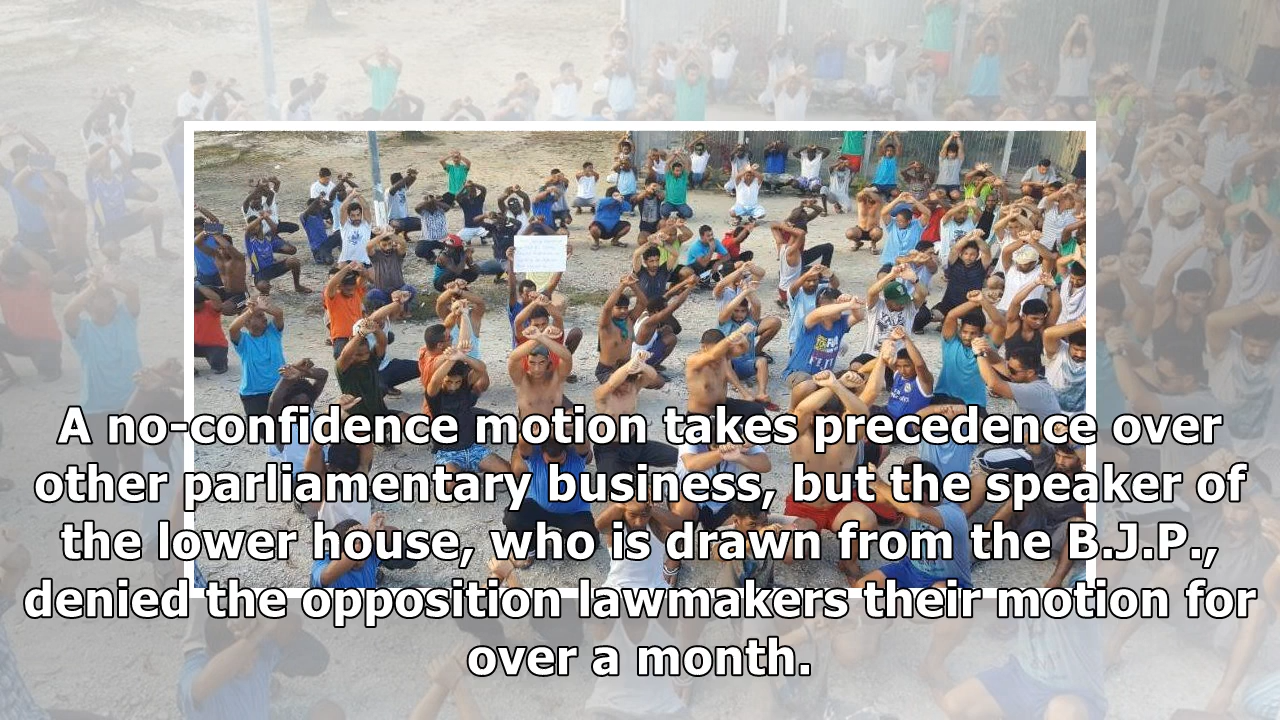 A no-confidence motion takes precedence over
other parliamentary business, but the speaker of
the lower house, who is drawn from the B.J.P.,
denied the opposition lawmakers their motion for
over a month.